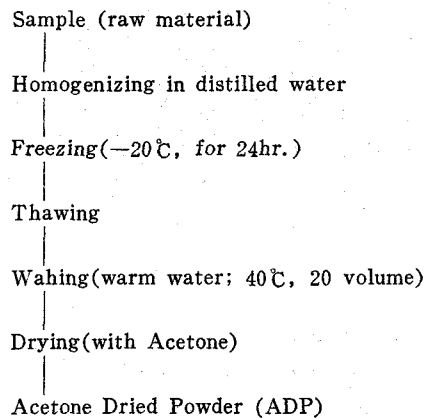 Sample (raw material)
Homogenizing in distilled water
Freezing(—20℃, for 24hr.)
Thawing
Wahing(warm water; 40℃, 20 volume)
Drying(with Acetone)
Acetone Dried Powder (ADP)